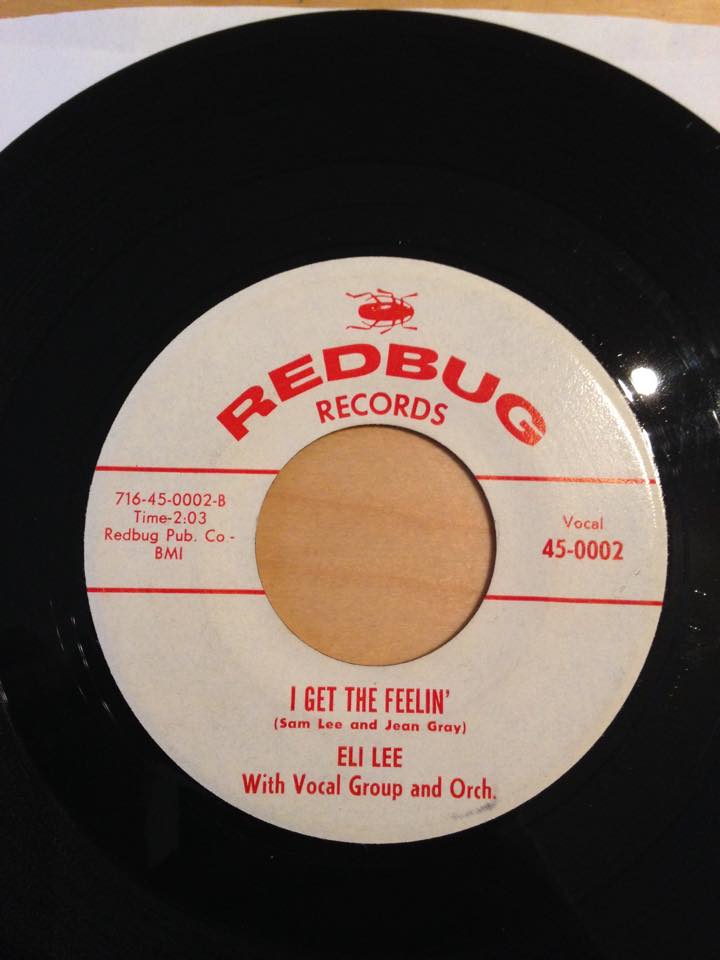 REDBUG
RECORDS
716-45-0002-B
Time-2:03
Redbug Pub. Co.-
BMI
Vocal
45-0002
I GET THE FEELIN'
(Sam Lee and Jean Gray)
ELI LEE
With Vocal Group and Orch.